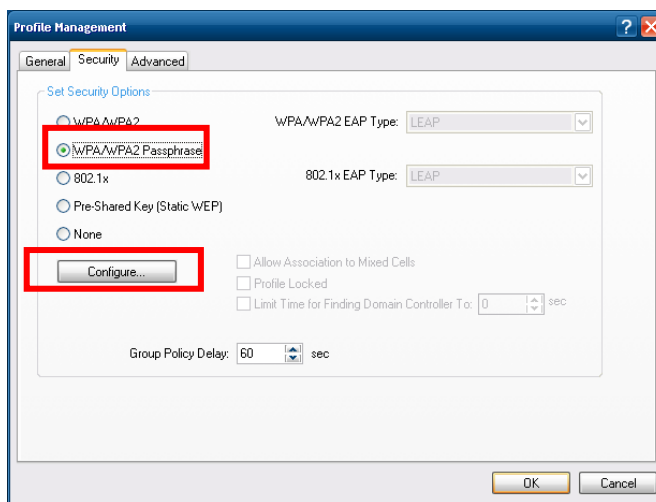 Profile Management
General Security Advanced
Set Security Options
WPA/WPA2 WPA/WPA2 EAP Type: LEAP
WPA/WPA2 Passphrase
802.1x 802.1x EAP Type: LEAP
Pre-Shared Key (Static WEP)
None
Configure... Allow Association to Mixed Cells
Profile Locked
Limit Time for Finding Domain Controller To: 0 sec
Group Policy Delay: 60 sec
OK Cancel